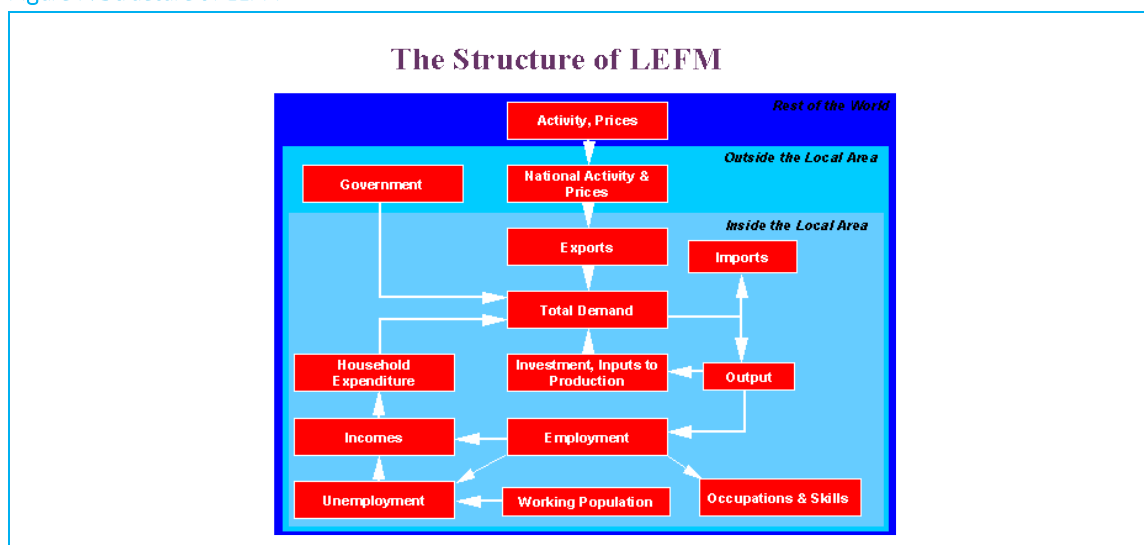 The Structure of LEFM
Rest of the World
Activity, Prices
Outside the Local Area
Government
National Activity &
Prices
Inside the Local Area
Exports
Imports
Total Demand
Household
Expenditure
Investment, Inputs to
Production
Output
Incomes
Employment
Unemployment
Working Population
Occupations & Skills